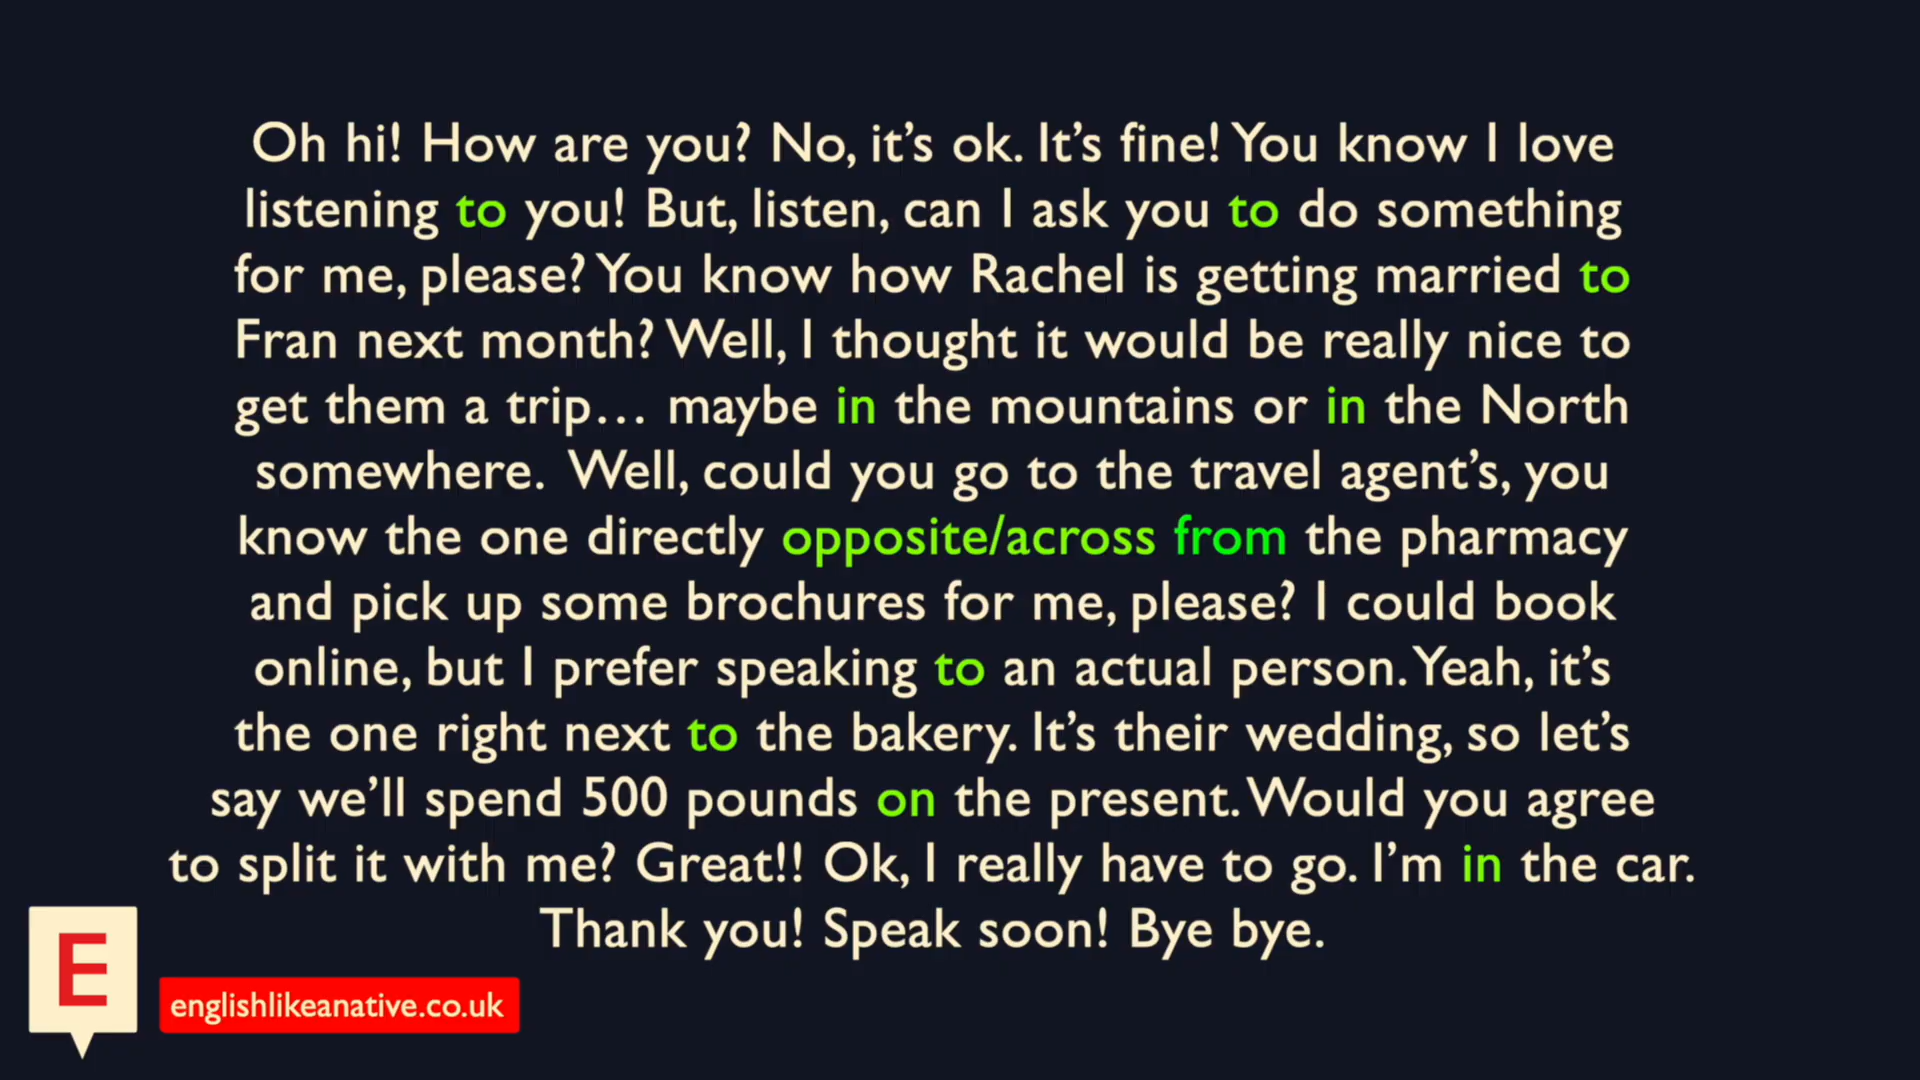 Oh hi! How are you? No, it’s ok. It’s fine! You know I love
listening to you! But, listen, can I ask you to do something
for me, please? You know how Rachel is getting married to
Fran next month? Well, I thought it would be really nice to
get them a trip… maybe in the mountains or in the North
somewhere. Well, could you go to the travel agent’s, you
know the one directly opposite/across from the pharmacy
and pick up some brochures for me, please? I could book
online, but I prefer speaking to an actual person. Yeah, it’s
the one right next to the bakery. It’s their wedding, so let’s
say we’ll spend 500 pounds on the present. Would you agree
to split it with me? Great!! Ok, I really have to go. I’m in the car.
Thank you! Speak soon! Bye bye.
E
englishlikeanative.co.uk